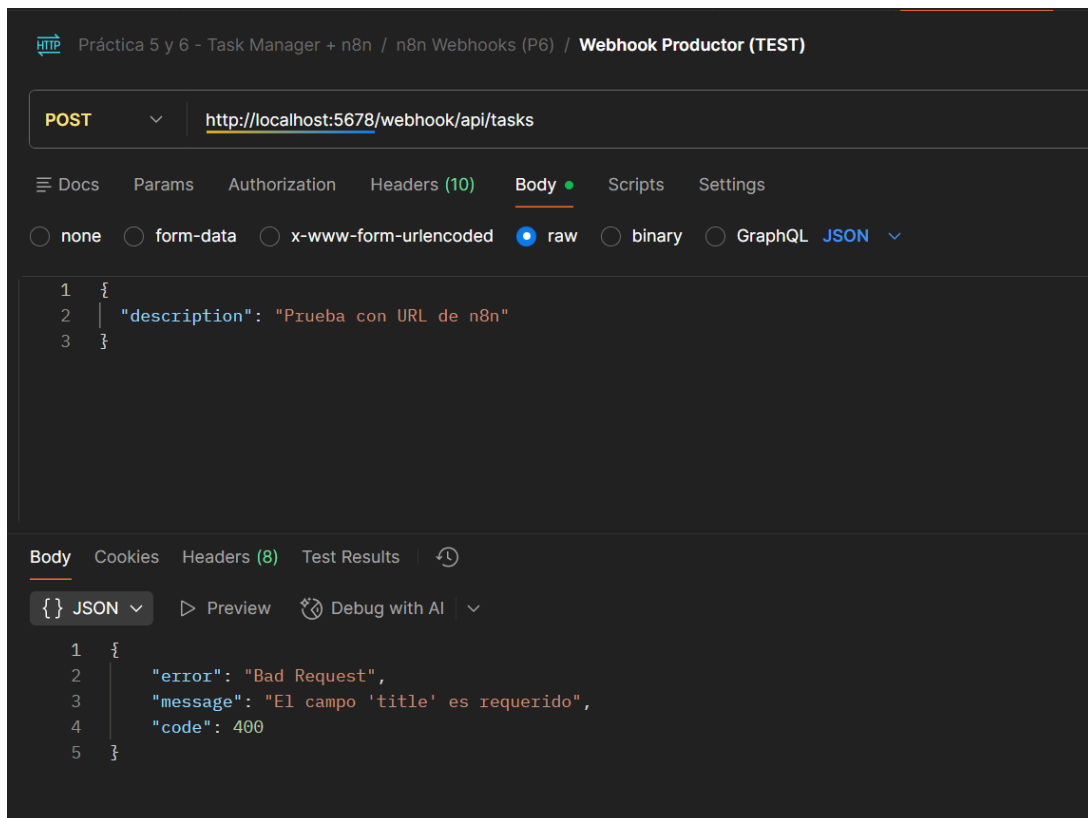 HTTP Práctica 5 y 6 - Task Manager + n8n / n8n Webhooks (P6) / Webhook Productor (TEST)
POST http://localhost:5678/webhook/api/tasks
Docs Params Authorization Headers (10) Body Scripts Settings
none form-data x-www-form-urlencoded raw binary GraphQL JSON
1 {
2 "description": "Prueba con URL de n8n"
3 }
Body Cookies Headers (8) Test Results
{} JSON Preview Debug with AI
1 {
2 "error": "Bad Request",
3 "message": "El campo 'title' es requerido",
4 "code": 400
5 }